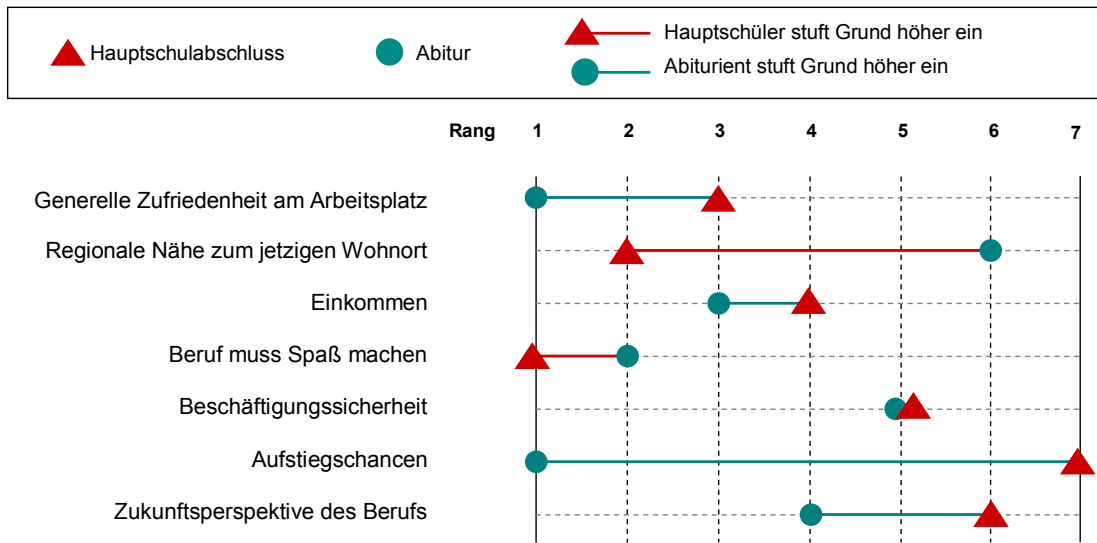 Hauptschulabschluss
Abitur
Hauptschüler stuft Grund höher ein
Abiturient stuft Grund höher ein
Rang 1 2 3 4 5 6 7
Generelle Zufriedenheit am Arbeitsplatz
Regionale Nähe zum jetzigen Wohnort
Einkommen
Beruf muss Spaß machen
Beschäftigungssicherheit
Aufstiegschancen
Zukunftsperspektive des Berufs